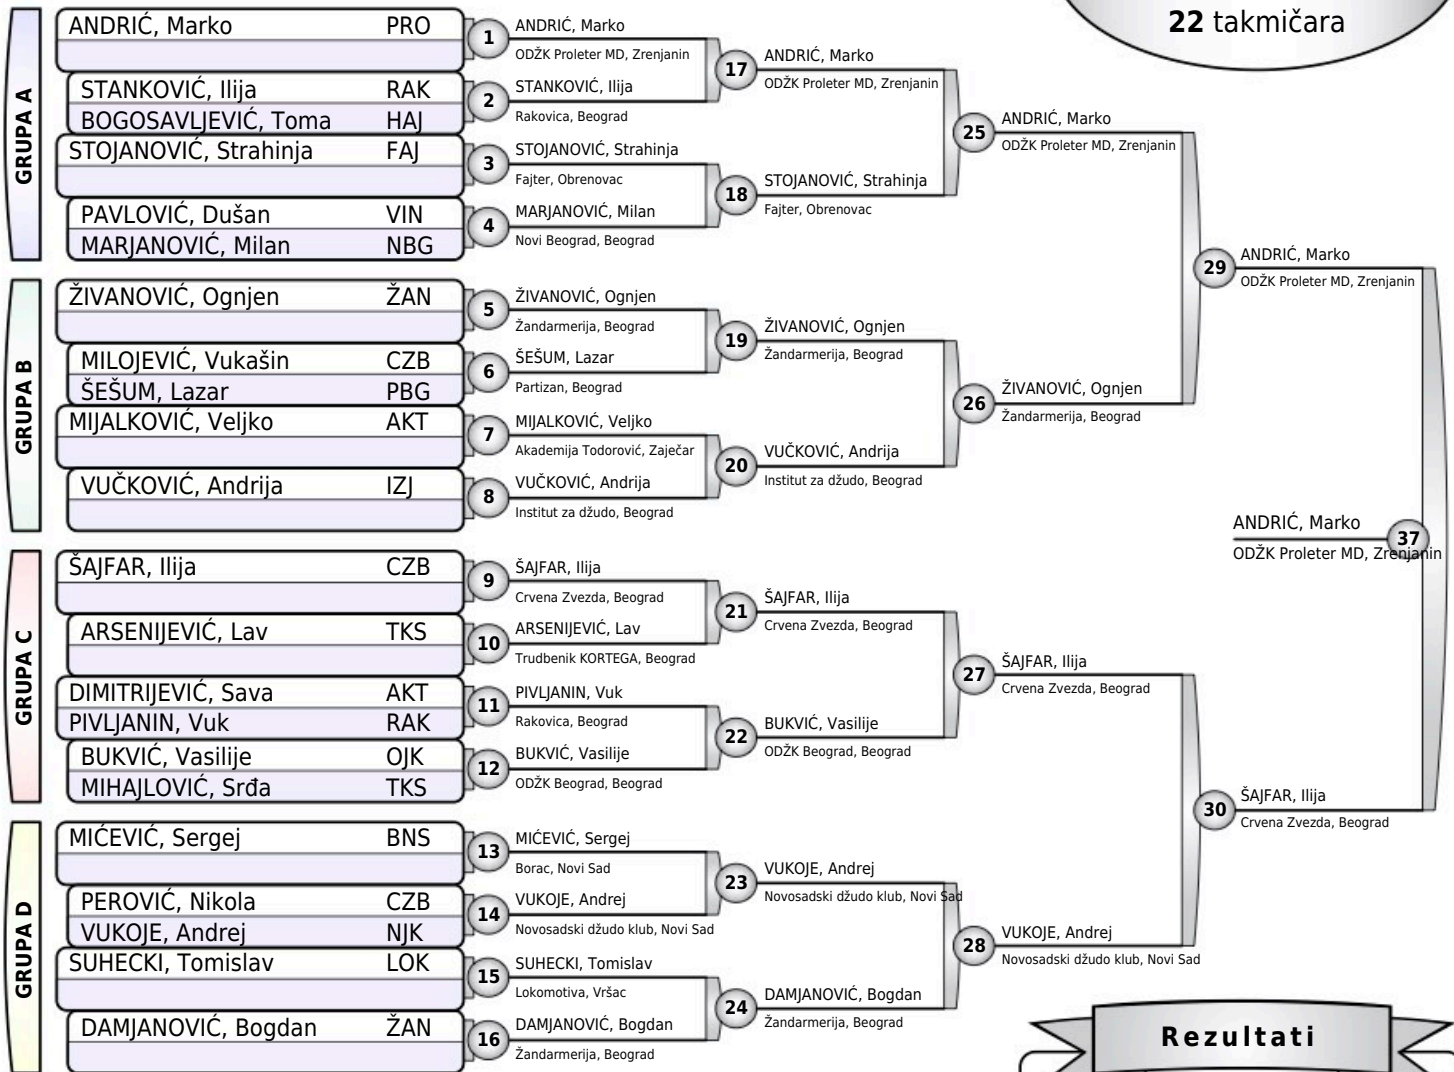 22 takmičara
GRUPA A
ANDRIĆ, Marko PRO
STANKOVIĆ, Ilija RAK
BOGOSAVLJEVIĆ, Toma HAJ
STOJANOVIĆ, Strahinja FAJ
PAVLOVIĆ, Dušan VIN
MARJANOVIĆ, Milan NBG
GRUPA B
ŽIVANOVIĆ, Ognjen ŽAN
MILOJEVIĆ, Vukašin CZB
ŠEŠUM, Lazar PBG
MIJALKOVIĆ, Veljko AKT
VUČKOVIĆ, Andrija IZJ
GRUPA C
ŠAJFAR, Ilija CZB
ARSENIJEVIĆ, Lav TKS
DIMITRIJEVIĆ, Sava AKT
PIVLJANIN, Vuk RAK
BUKVIĆ, Vasilije OJK
MIHAJLOVIĆ, Srđa TKS
GRUPA D
MIĆEVIĆ, Sergej BNS
PEROVIĆ, Nikola CZB
VUKOJE, Andrej NJK
SUHECKI, Tomislav LOK
DAMJANOVIĆ, Bogdan ŽAN
1 ANDRIĆ, Marko
ODŽK Proleter MD, Zrenjanin
2 STANKOVIĆ, Ilija
Rakovica, Beograd
3 STOJANOVIĆ, Strahinja
Fajter, Obrenovac
4 MARJANOVIĆ, Milan
Novi Beograd, Beograd
5 ŽIVANOVIĆ, Ognjen
Žandarmerija, Beograd
6 ŠEŠUM, Lazar
Partizan, Beograd
7 MIJALKOVIĆ, Veljko
Akademija Todorović, Zaječar
8 VUČKOVIĆ, Andrija
Institut za džudo, Beograd
9 ŠAJFAR, Ilija
Crvena Zvezda, Beograd
10 ARSENIJEVIĆ, Lav
Trudbenik KORTEGA, Beograd
11 PIVLJANIN, Vuk
Rakovica, Beograd
12 BUKVIĆ, Vasilije
ODŽK Beograd, Beograd
13 MIĆEVIĆ, Sergej
Borac, Novi Sad
14 VUKOJE, Andrej
Novosadski džudo klub, Novi Sad
15 SUHECKI, Tomislav
Lokomotiva, Vršac
16 DAMJANOVIĆ, Bogdan
Žandarmerija, Beograd
17 ANDRIĆ, Marko
ODŽK Proleter MD, Zrenjanin
18 STOJANOVIĆ, Strahinja
Fajter, Obrenovac
19 ŽIVANOVIĆ, Ognjen
Žandarmerija, Beograd
20 VUČKOVIĆ, Andrija
Institut za džudo, Beograd
21 ŠAJFAR, Ilija
Crvena Zvezda, Beograd
22 BUKVIĆ, Vasilije
ODŽK Beograd, Beograd
23 VUKOJE, Andrej
Novosadski džudo klub, Novi Sad
24 DAMJANOVIĆ, Bogdan
Žandarmerija, Beograd
25 ANDRIĆ, Marko
ODŽK Proleter MD, Zrenjanin
26 ŽIVANOVIĆ, Ognjen
Žandarmerija, Beograd
27 ŠAJFAR, Ilija
Crvena Zvezda, Beograd
28 VUKOJE, Andrej
Novosadski džudo klub, Novi Sad
29 ANDRIĆ, Marko
ODŽK Proleter MD, Zrenjanin
30 ŠAJFAR, Ilija
Crvena Zvezda, Beograd
ANDRIĆ, Marko 37
ODŽK Proleter MD, Zrenjanin
Rezultati